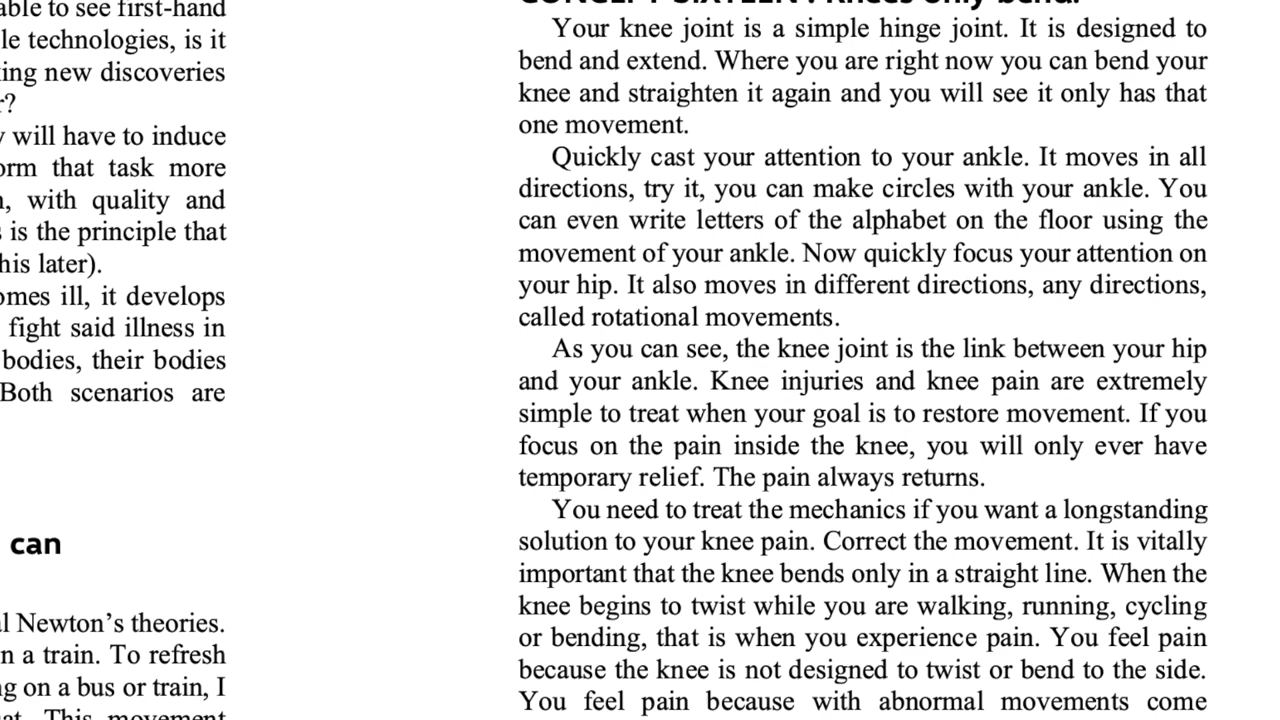 able to see first-hand
le technologies, is it
king new discoveries
r?
y will have to induce
orm that task more
n, with quality and
s is the principle that
his later).
omes ill, it develops
fight said illness in
bodies, their bodies
Both scenarios are
can
al Newton’s theories.
n a train. To refresh
ng on a bus or train, I
at. This movement
CONCEPT SIXTEEN : Knees only bend.
Your knee joint is a simple hinge joint. It is designed to
bend and extend. Where you are right now you can bend your
knee and straighten it again and you will see it only has that
one movement.
Quickly cast your attention to your ankle. It moves in all
directions, try it, you can make circles with your ankle. You
can even write letters of the alphabet on the floor using the
movement of your ankle. Now quickly focus your attention on
your hip. It also moves in different directions, any directions,
called rotational movements.
As you can see, the knee joint is the link between your hip
and your ankle. Knee injuries and knee pain are extremely
simple to treat when your goal is to restore movement. If you
focus on the pain inside the knee, you will only ever have
temporary relief. The pain always returns.
You need to treat the mechanics if you want a longstanding
solution to your knee pain. Correct the movement. It is vitally
important that the knee bends only in a straight line. When the
knee begins to twist while you are walking, running, cycling
or bending, that is when you experience pain. You feel pain
because the knee is not designed to twist or bend to the side.
You feel pain because with abnormal movements come